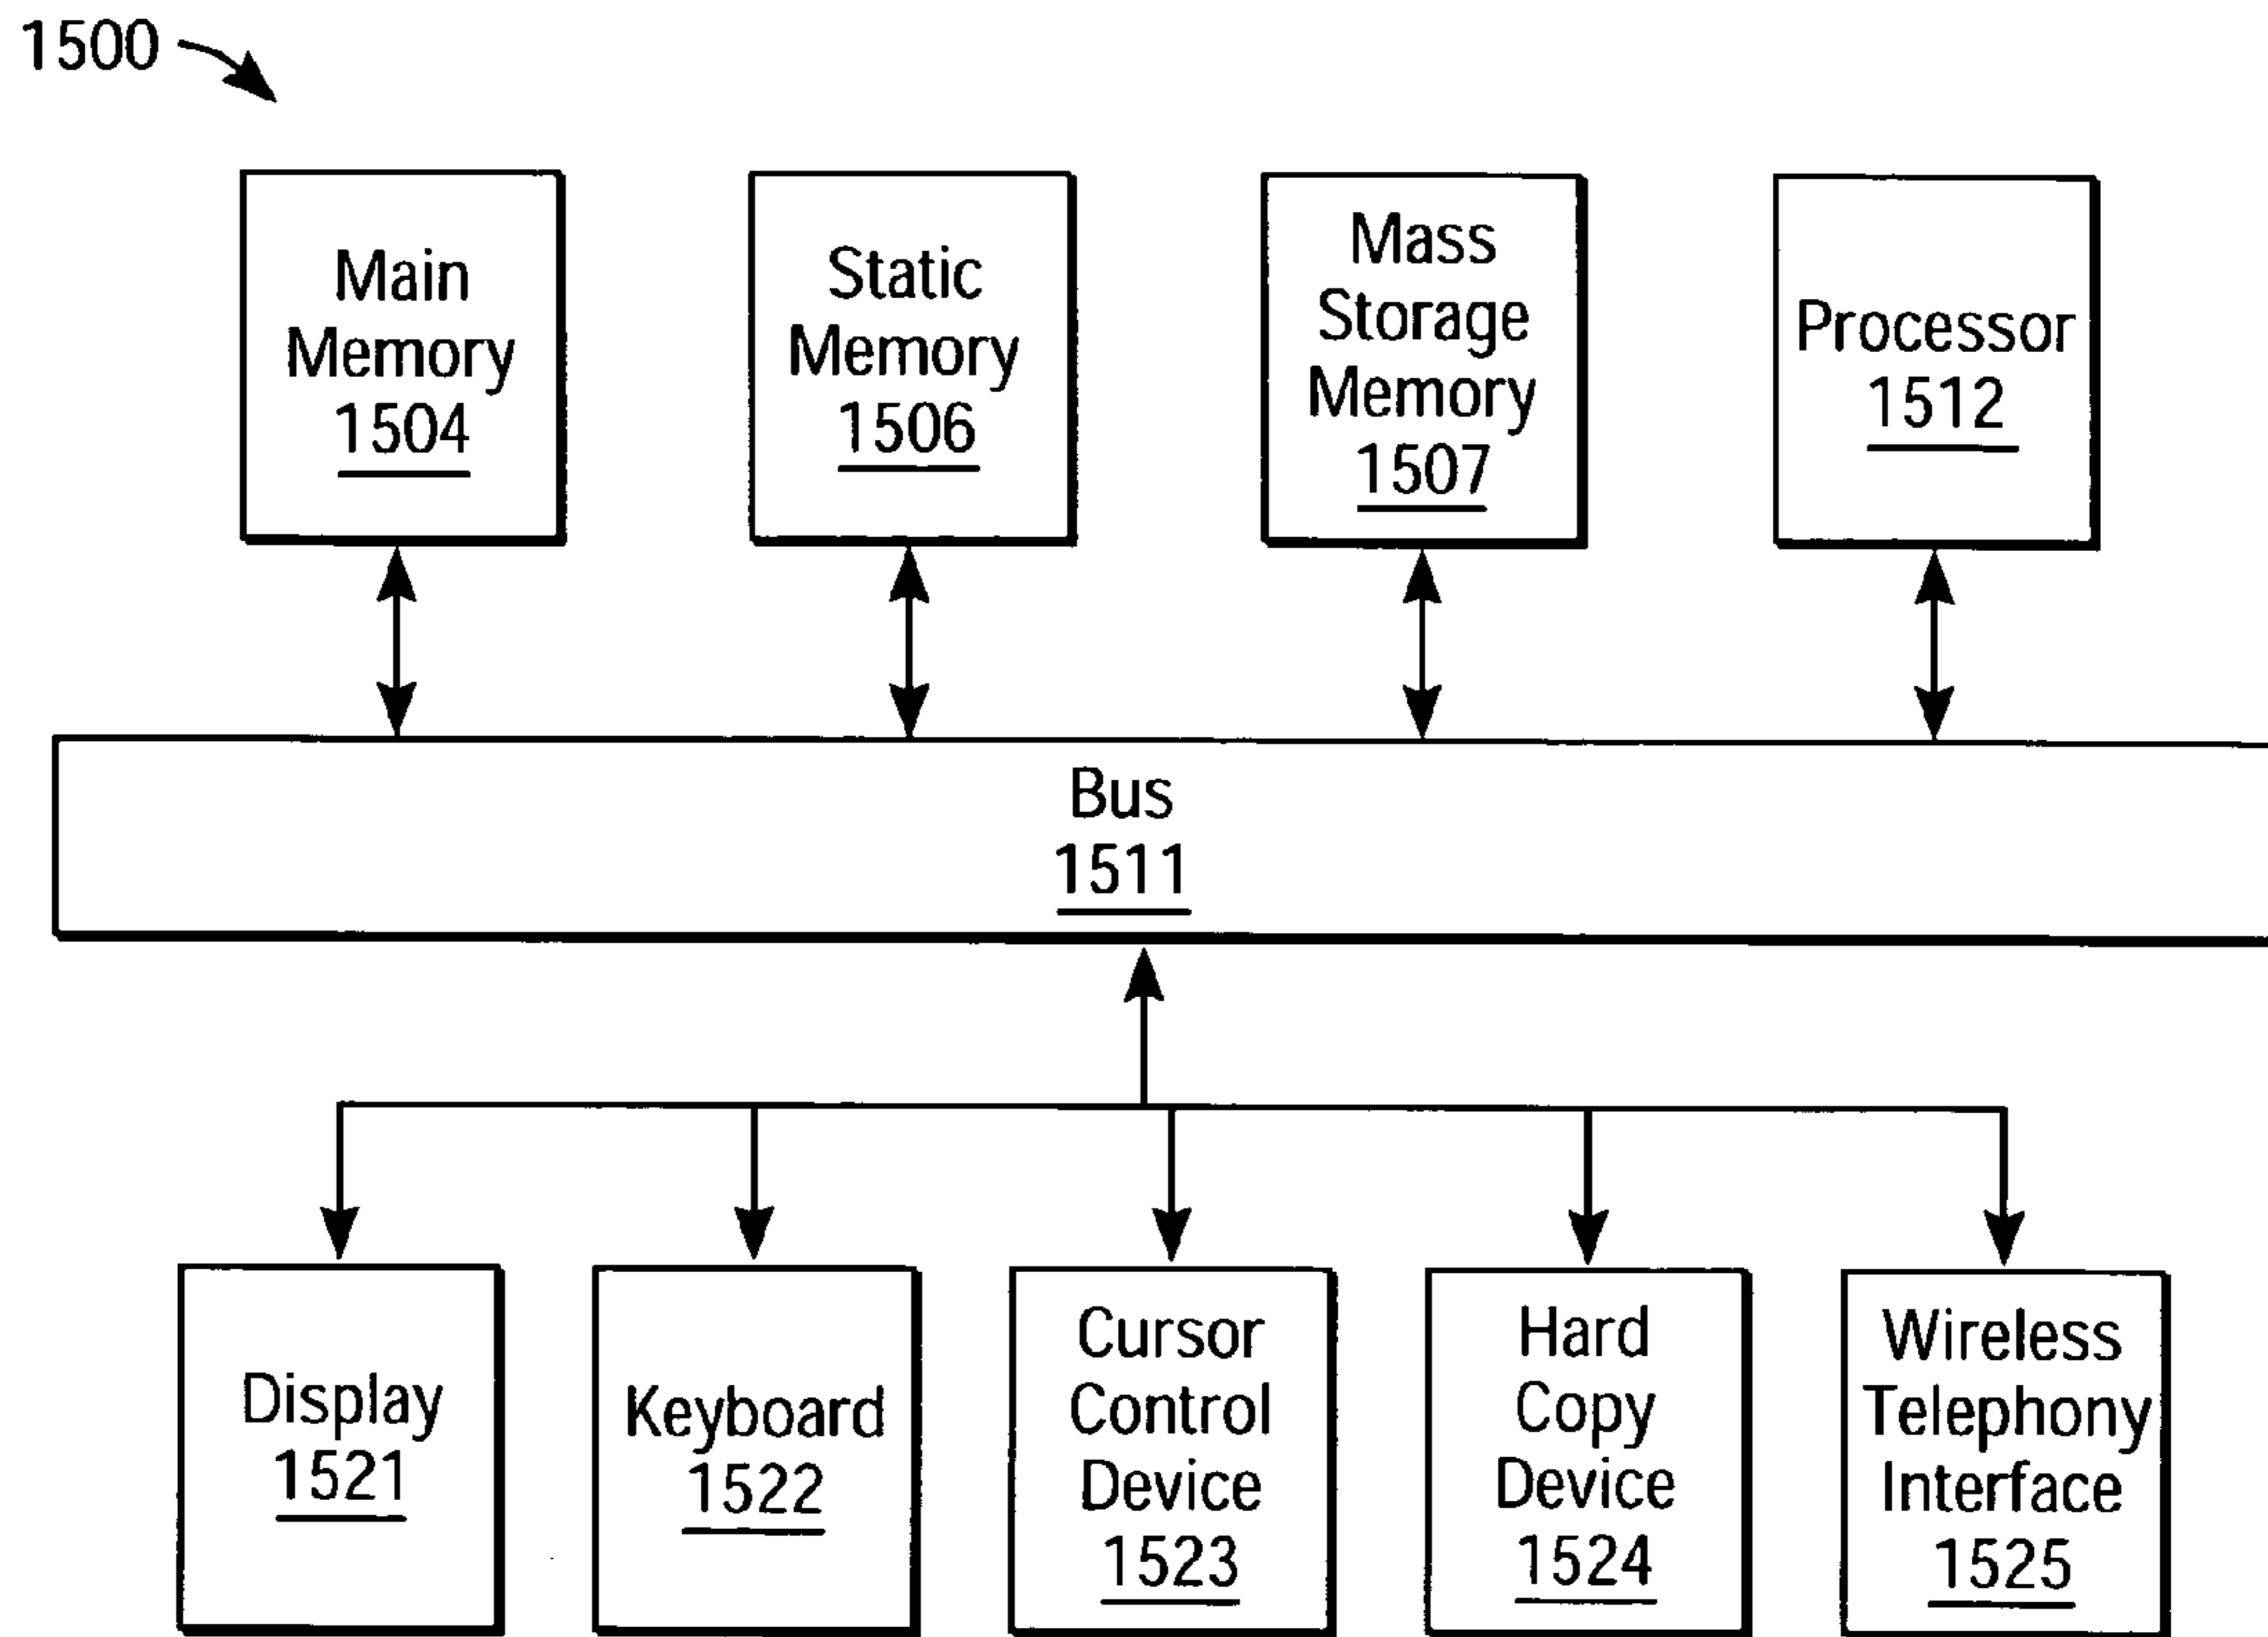 1500
Main
Memory
1504
Static
Memory
1506
Mass
Storage
Memory
1507
Processor
1512
Bus
1511
Display
1521
Keyboard
1522
Cursor
Control
Device
1523
Hard
Copy
Device
1524
Wireless
Telephony
Interface
1525